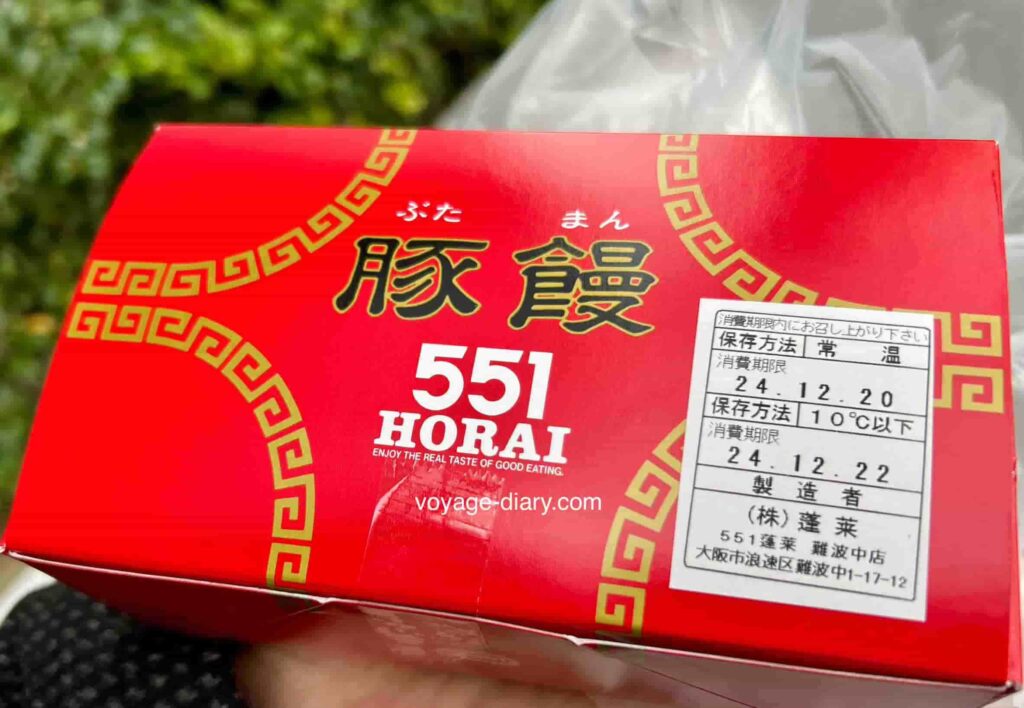 ぶた まん
豚饅
551
HORAI
ENJOY THE REAL TASTE OF GOOD EATING.
voyage-diary.com
消費期限内にお召し上がり下さい
保存方法 常 温
消費期限
24.12.20
保存方法 10℃以下
消費期限
24.12.22
製 造 者
(株)蓬 莱
551蓬莱 難波中店
大阪市浪速区難波中1-17-12